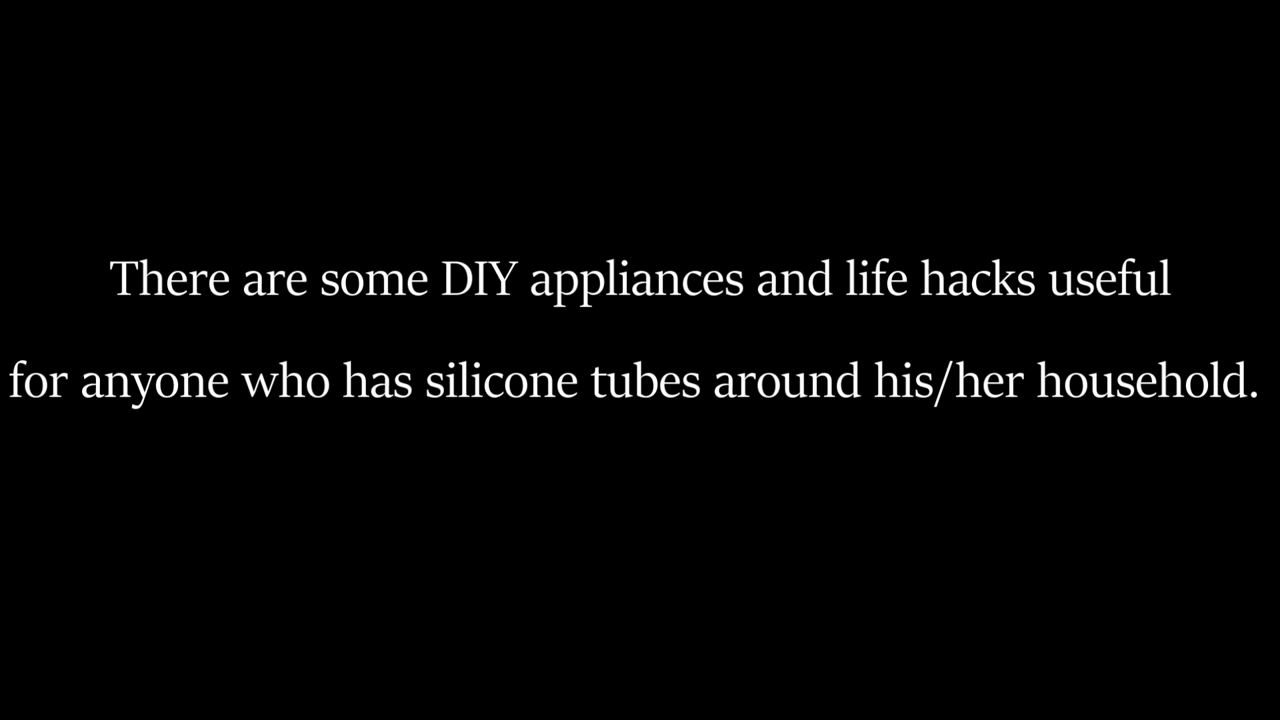 There are some DIY appliances and life hacks useful
for anyone who has silicone tubes around his/her household.